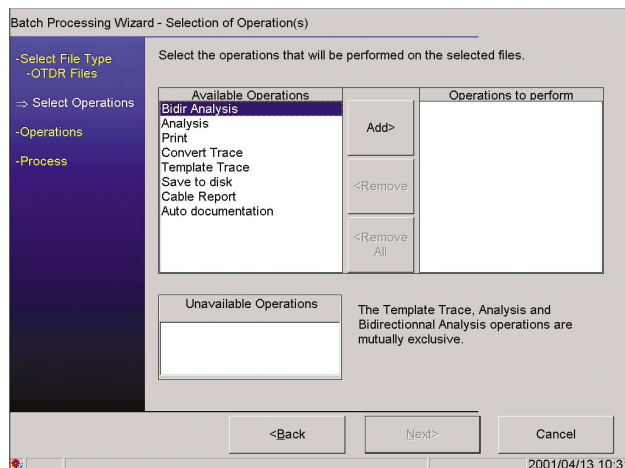 Batch Processing Wizard - Selection of Operation(s)
-Select File Type
-OTDR Files
⇒ Select Operations
-Operations
-Process
Select the operations that will be performed on the selected files.
Available Operations
Bidir Analysis
Analysis
Print
Convert Trace
Template Trace
Save to disk
Cable Report
Auto documentation
Add>
<Remove
<Remove
All
Operations to perform
Unavailable Operations
The Template Trace, Analysis and
Bidirectionnal Analysis operations are
mutually exclusive.
<Back
Next>
Cancel
2001/04/13 10:3